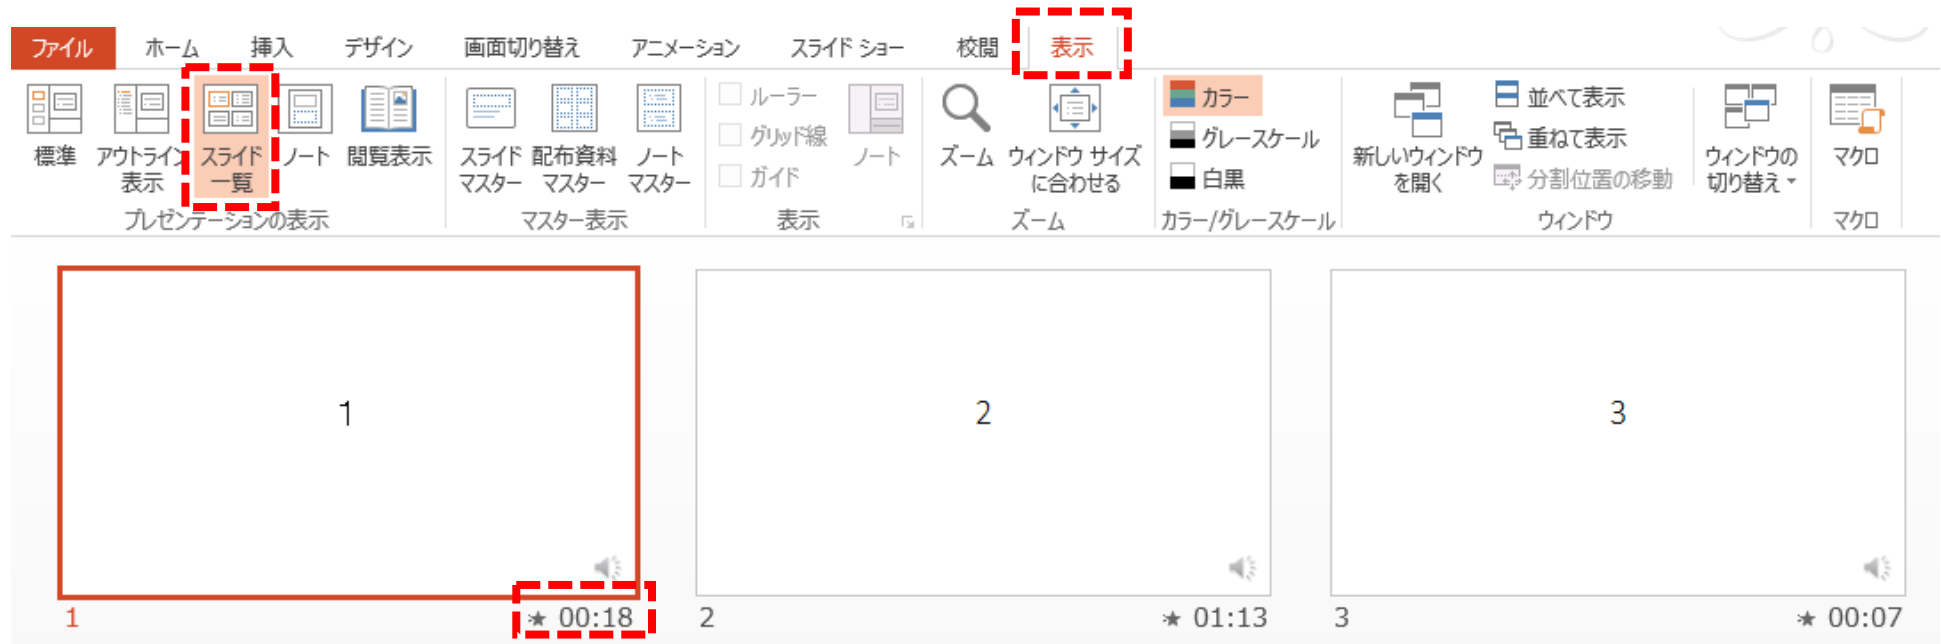 ファイル ホーム 挿入 デザイン 画面切り替え アニメーション スライド ショー 校閲 表示
標準
アウトライン
表示
スライド
一覧
ノート
閲覧表示
プレゼンテーションの表示
スライド
マスター
配布資料
マスター
ノート
マスター
マスター表示
ルーラー
グリッド線
ガイド
ノート
表示
ズーム
ウィンドウ サイズ
に合わせる
ズーム
カラー
グレースケール
白黒
カラー/グレースケール
新しいウィンドウ
を開く
並べて表示
重ねて表示
分割位置の移動
ウィンドウの
切り替え
ウィンドウ
マクロ
マクロ
1
1 00:18
2
2 01:13
3
3 00:07